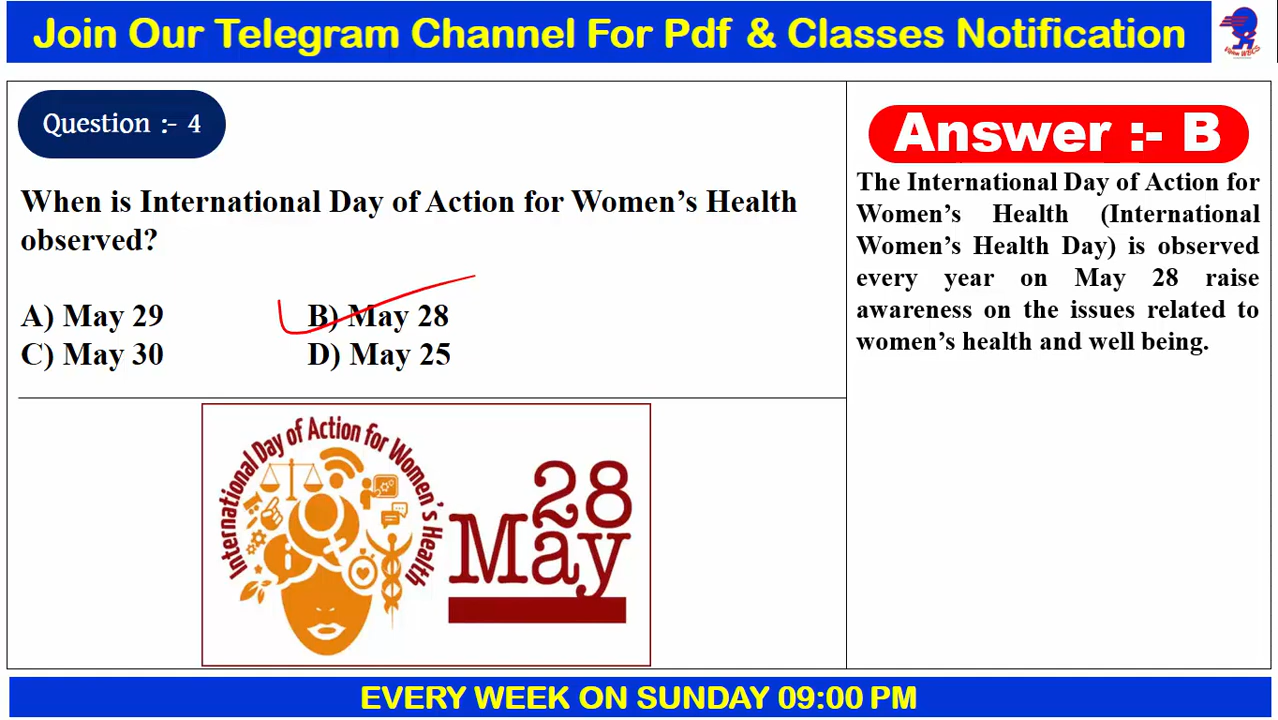 Join Our Telegram Channel For Pdf & Classes Notification
Question :- 4
When is International Day of Action for Women’s Health
observed?
A) May 29 B) May 28
C) May 30 D) May 25
International Day of Action for Women's Health
28
May
Answer :- B
The International Day of Action for
Women’s Health (International
Women’s Health Day) is observed
every year on May 28 raise
awareness on the issues related to
women’s health and well being.
EVERY WEEK ON SUNDAY 09:00 PM